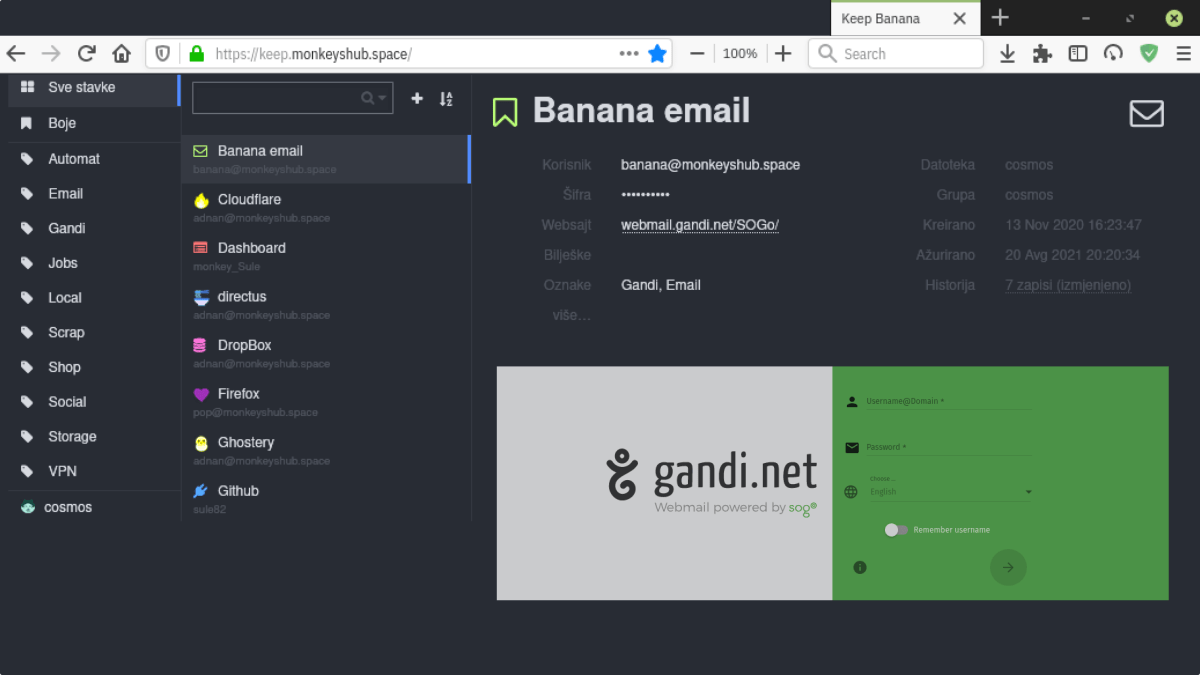 Keep Banana
https://keep.monkeyshub.space/
100%
Search
Sve stavke
Boje
Automat
Email
Gandi
Jobs
Local
Scrap
Shop
Social
Storage
VPN
cosmos
Banana email
banana@monkeyshub.space
Cloudflare
adnan@monkeyshub.space
Dashboard
monkey_Sule
directus
adnan@monkeyshub.space
DropBox
adnan@monkeyshub.space
Firefox
pop@monkeyshub.space
Ghostery
adnan@monkeyshub.space
Github
sule82
Banana email
Korisnik banana@monkeyshub.space
Šifra ••••••••••
Websajt webmail.gandi.net/SOGo/
Bilješke
Oznake Gandi, Email
više…
Datoteka cosmos
Grupa cosmos
Kreirano 13 Nov 2020 16:23:47
Ažurirano 20 Avg 2021 20:20:34
Historija 7 zapisi (izmjenjeno)
gandi.net
Webmail powered by sogo®
Username@Domain *
Password *
Choose ...
English
Remember username